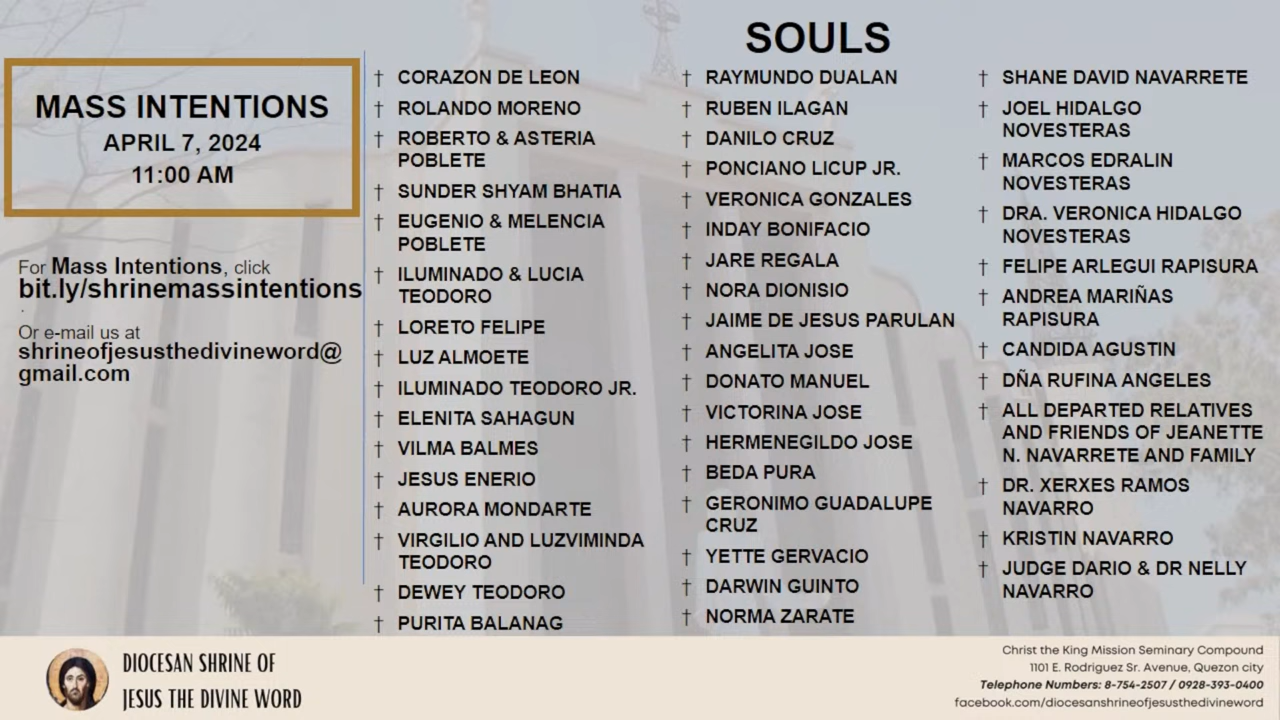 SOULS
MASS INTENTIONS
APRIL 7, 2024
11:00 AM
For Mass Intentions, click
bit.ly/shrinemassintentions
.
Or e-mail us at
shrineofjesusthedivineword@
gmail.com
† CORAZON DE LEON
† ROLANDO MORENO
† ROBERTO & ASTERIA
POBLETE
† SUNDER SHYAM BHATIA
† EUGENIO & MELENCIA
POBLETE
† ILUMINADO & LUCIA
TEODORO
† LORETO FELIPE
† LUZ ALMOETE
† ILUMINADO TEODORO JR.
† ELENITA SAHAGUN
† VILMA BALMES
† JESUS ENERIO
† AURORA MONDARTE
† VIRGILIO AND LUZVIMINDA
TEODORO
† DEWEY TEODORO
† PURITA BALANAG
† RAYMUNDO DUALAN
† RUBEN ILAGAN
† DANILO CRUZ
† PONCIANO LICUP JR.
† VERONICA GONZALES
† INDAY BONIFACIO
† JARE REGALA
† NORA DIONISIO
† JAIME DE JESUS PARULAN
† ANGELITA JOSE
† DONATO MANUEL
† VICTORINA JOSE
† HERMENEGILDO JOSE
† BEDA PURA
† GERONIMO GUADALUPE
CRUZ
† YETTE GERVACIO
† DARWIN GUINTO
† NORMA ZARATE
† SHANE DAVID NAVARRETE
† JOEL HIDALGO
NOVESTERAS
† MARCOS EDRALIN
NOVESTERAS
† DRA. VERONICA HIDALGO
NOVESTERAS
† FELIPE ARLEGUI RAPISURA
† ANDREA MARIÑAS
RAPISURA
† CANDIDA AGUSTIN
† DÑA RUFINA ANGELES
† ALL DEPARTED RELATIVES
AND FRIENDS OF JEANETTE
N. NAVARRETE AND FAMILY
† DR. XERXES RAMOS
NAVARRO
† KRISTIN NAVARRO
† JUDGE DARIO & DR NELLY
NAVARRO
DIOCESAN SHRINE OF
JESUS THE DIVINE WORD
Christ the King Mission Seminary Compound
1101 E. Rodriguez Sr. Avenue, Quezon city
Telephone Numbers: 8-754-2507 / 0928-393-0400
facebook.com/diocesanshrineofjesusthedivineword